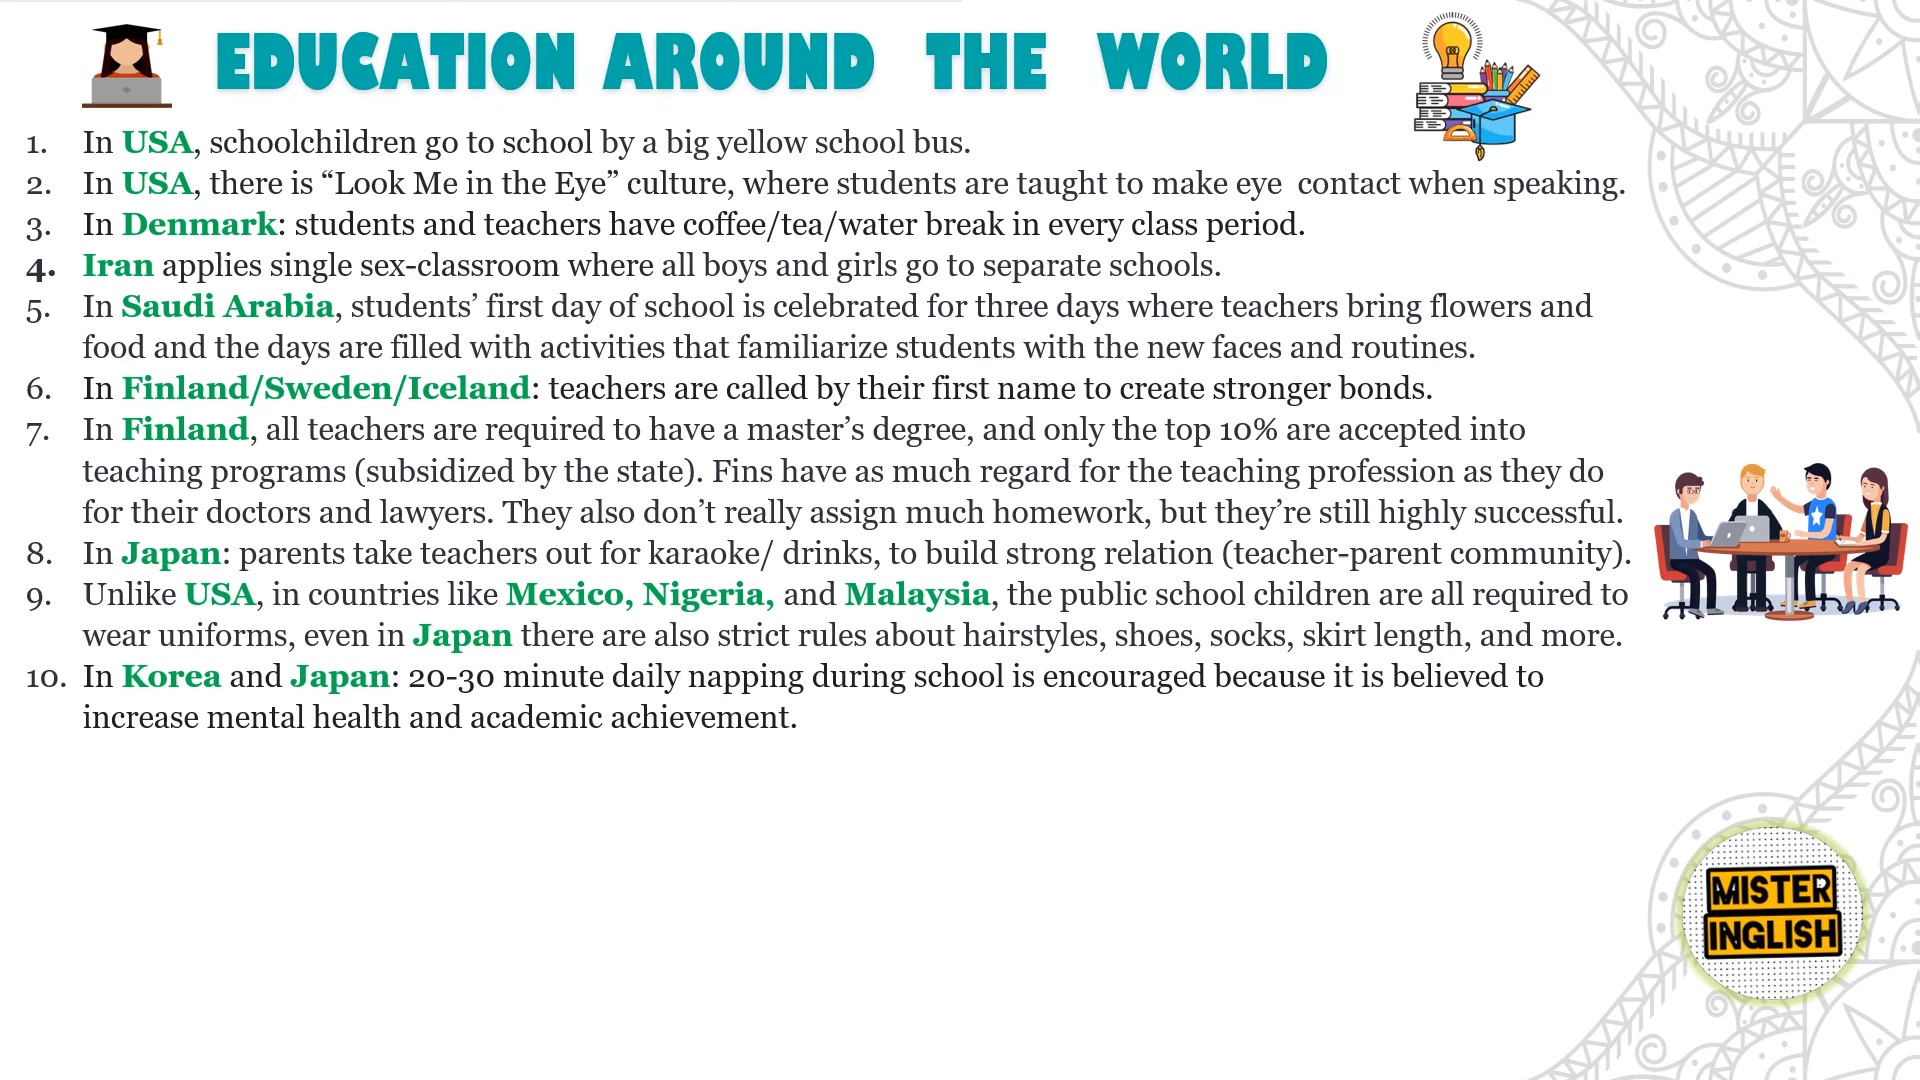 EDUCATION AROUND THE WORLD
1. In USA, schoolchildren go to school by a big yellow school bus.
2. In USA, there is “Look Me in the Eye” culture, where students are taught to make eye contact when speaking.
3. In Denmark: students and teachers have coffee/tea/water break in every class period.
4. Iran applies single sex-classroom where all boys and girls go to separate schools.
5. In Saudi Arabia, students’ first day of school is celebrated for three days where teachers bring flowers and
food and the days are filled with activities that familiarize students with the new faces and routines.
6. In Finland/Sweden/Iceland: teachers are called by their first name to create stronger bonds.
7. In Finland, all teachers are required to have a master’s degree, and only the top 10% are accepted into
teaching programs (subsidized by the state). Fins have as much regard for the teaching profession as they do
for their doctors and lawyers. They also don’t really assign much homework, but they’re still highly successful.
8. In Japan: parents take teachers out for karaoke/ drinks, to build strong relation (teacher-parent community).
9. Unlike USA, in countries like Mexico, Nigeria, and Malaysia, the public school children are all required to
wear uniforms, even in Japan there are also strict rules about hairstyles, shoes, socks, skirt length, and more.
10. In Korea and Japan: 20-30 minute daily napping during school is encouraged because it is believed to
increase mental health and academic achievement.
MISTER
INGLISH